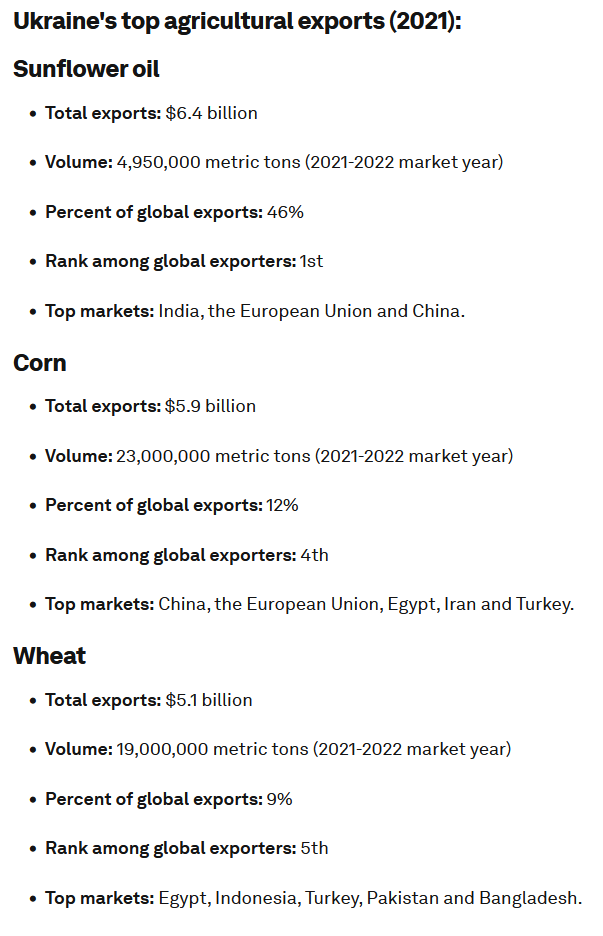 Ukraine's top agricultural exports (2021):
Sunflower oil
• Total exports: $6.4 billion
• Volume: 4,950,000 metric tons (2021-2022 market year)
• Percent of global exports: 46%
• Rank among global exporters: 1st
• Top markets: India, the European Union and China.
Corn
• Total exports: $5.9 billion
• Volume: 23,000,000 metric tons (2021-2022 market year)
• Percent of global exports: 12%
• Rank among global exporters: 4th
• Top markets: China, the European Union, Egypt, Iran and Turkey.
Wheat
• Total exports: $5.1 billion
• Volume: 19,000,000 metric tons (2021-2022 market year)
• Percent of global exports: 9%
• Rank among global exporters: 5th
• Top markets: Egypt, Indonesia, Turkey, Pakistan and Bangladesh.